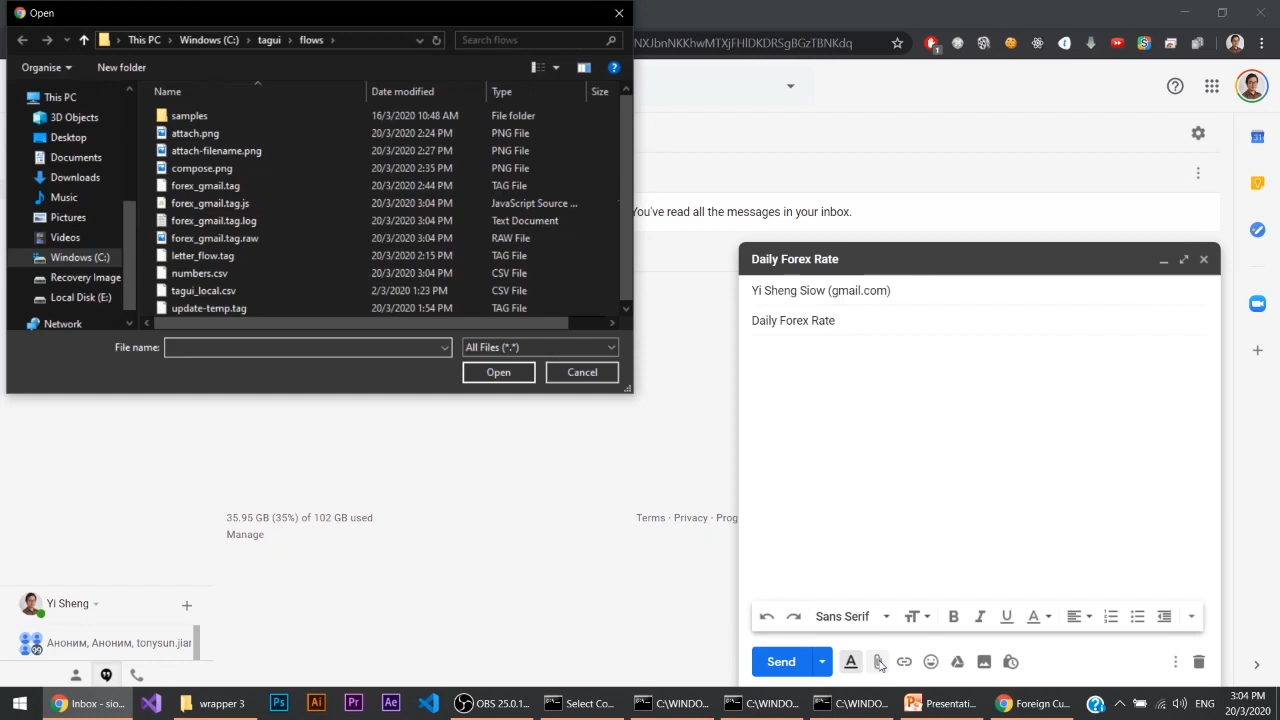 Open
This PC
Windows (C:)
tagui
flows
Search flows
NXJbnNKKhwMTXjFHlDKDRSgBGzTBNKdq
1
Organise
New folder
Name
Date modified
Type
Size
This PC
3D Objects
Desktop
Documents
Downloads
Music
Pictures
Videos
Windows (C:)
Recovery Image
Local Disk (E:)
Network
samples 16/3/2020 10:48 AM File folder
attach.png 20/3/2020 2:24 PM PNG File
attach-filename.png 20/3/2020 2:27 PM PNG File
compose.png 20/3/2020 2:35 PM PNG File
forex_gmail.tag 20/3/2020 2:44 PM TAG File
forex_gmail.tag.js 20/3/2020 3:04 PM JavaScript Source ...
forex_gmail.tag.log 20/3/2020 3:04 PM Text Document
forex_gmail.tag.raw 20/3/2020 3:04 PM RAW File
letter_flow.tag 20/3/2020 2:15 PM TAG File
numbers.csv 20/3/2020 3:04 PM CSV File
tagui_local.csv 2/3/2020 1:23 PM CSV File
update-temp.tag 20/3/2020 1:54 PM TAG File
File name:
All Files (*.*)
Open
Cancel
You've read all the messages in your inbox.
Daily Forex Rate
Yi Sheng Siow (gmail.com)
Daily Forex Rate
35.95 GB (35%) of 102 GB used
Manage
Terms · Privacy · Prog
Yi Sheng
Аноним, Аноним, tonysun.jiar
Sans Serif
Send
Inbox - sio...
wrapper 3
OBS 25.0.1...
Select Co...
C:\WINDO...
C:\WINDO...
C:\WINDO...
Presentati...
Foreign Cu...
ENG
3:04 PM
20/3/2020